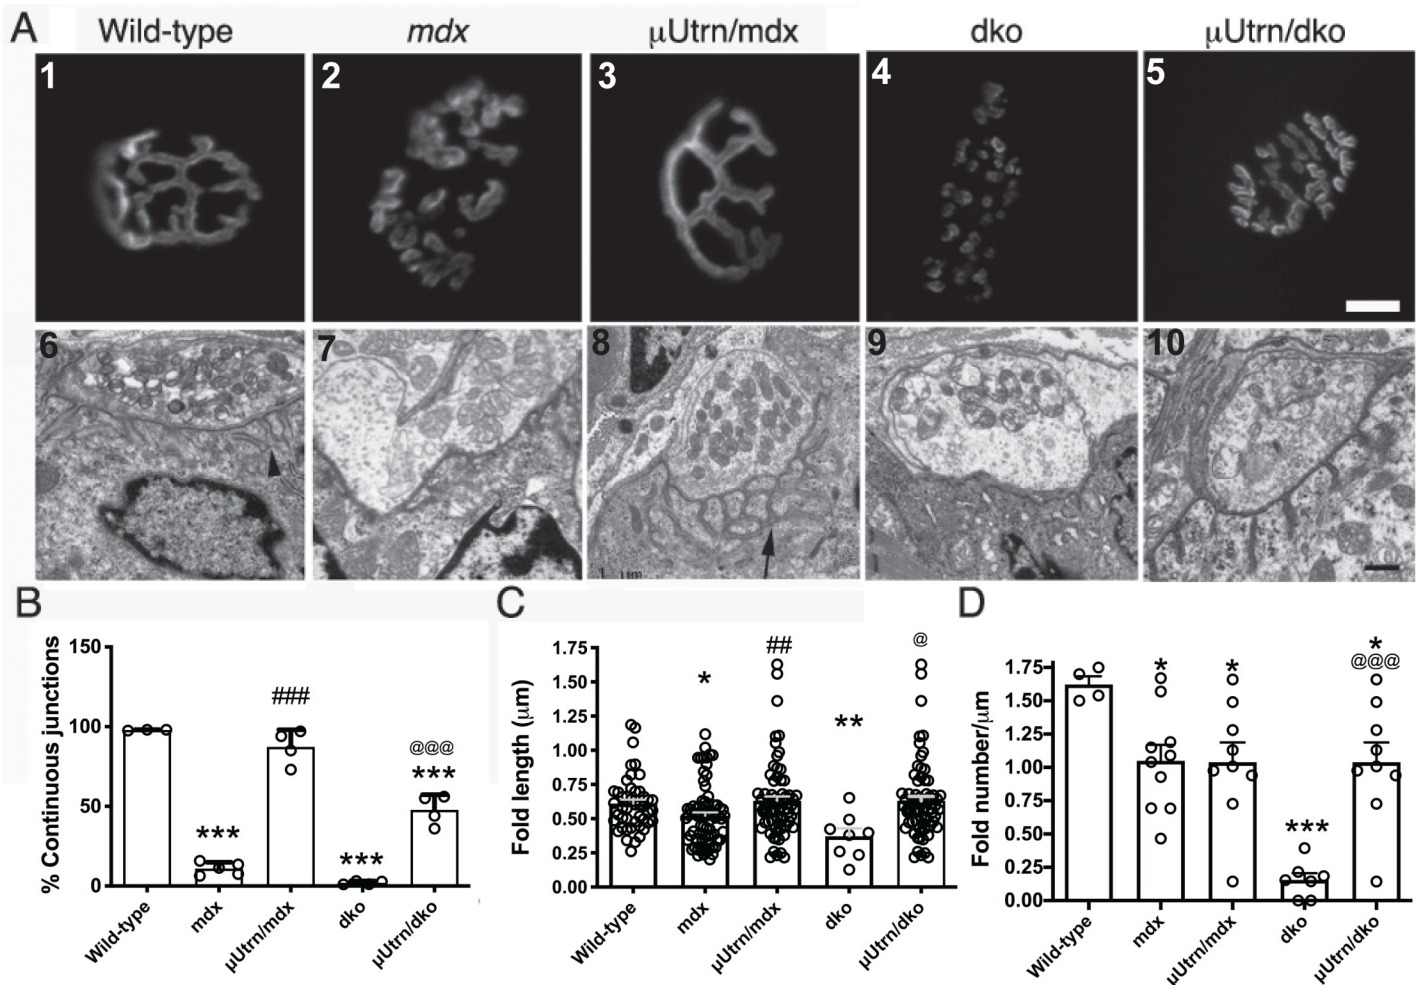 A
Wild-type mdx µUtrn/mdx dko µUtrn/dko
1 2 3 4 5
6 7 8 9 10
1 µm
B
% Continuous junctions
150
100
50
0
###
@@@
***
***
***
Wild-type mdx µUtrn/mdx dko µUtrn/dko
C
Fold length (µm)
1.75
1.50
1.25
1.00
0.75
0.50
0.25
0.00
*
##
**
@
Wild-type mdx µUtrn/mdx dko µUtrn/dko
D
Fold number/µm
1.75
1.50
1.25
1.00
0.75
0.50
0.25
0.00
*
*
***
*
@@@
Wild-type mdx µUtrn/mdx dko µUtrn/dko